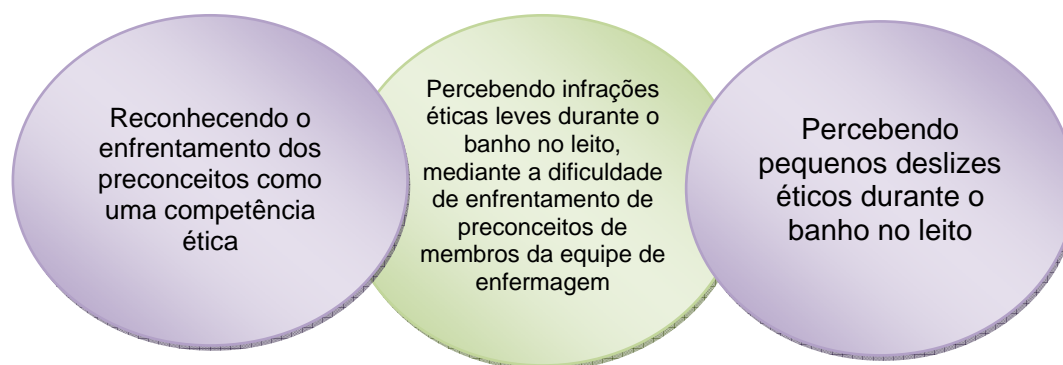 Reconhecendo o
enfrentamento dos
preconceitos como
uma competência
ética
Percebendo infrações
éticas leves durante o
banho no leito,
mediante a dificuldade
de enfrentamento de
preconceitos de
membros da equipe de
enfermagem
Percebendo
pequenos deslizes
éticos durante o
banho no leito